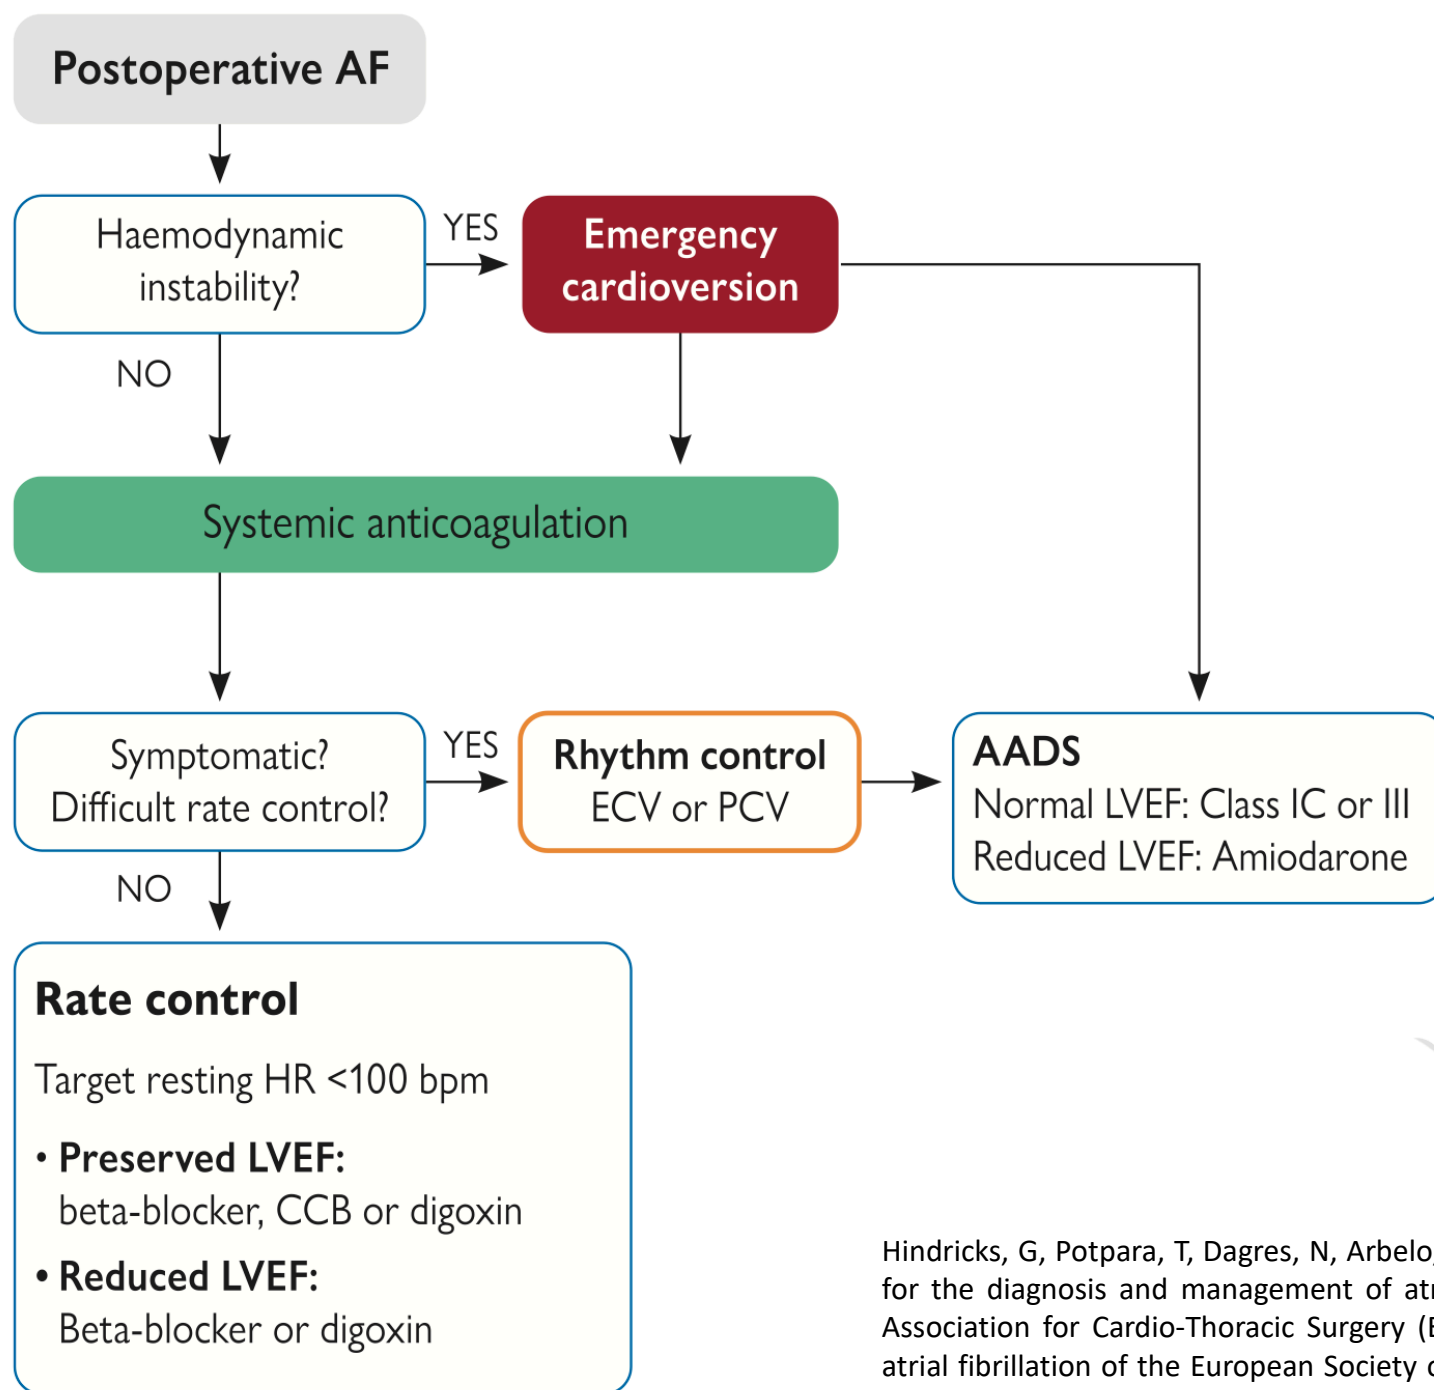 Postoperative AF
Haemodynamic
instability?
YES
Emergency
cardioversion
NO
Systemic anticoagulation
Symptomatic?
Difficult rate control?
YES
Rhythm control
ECV or PCV
AADS
Normal LVEF: Class IC or III
Reduced LVEF: Amiodarone
NO
Rate control
Target resting HR <100 bpm
• Preserved LVEF:
beta-blocker, CCB or digoxin
• Reduced LVEF:
Beta-blocker or digoxin
Hindricks, G, Potpara, T, Dagres, N, Arbelo,
for the diagnosis and management of
Association for Cardio-Thoracic Surgery
atrial fibrillation of the European Society